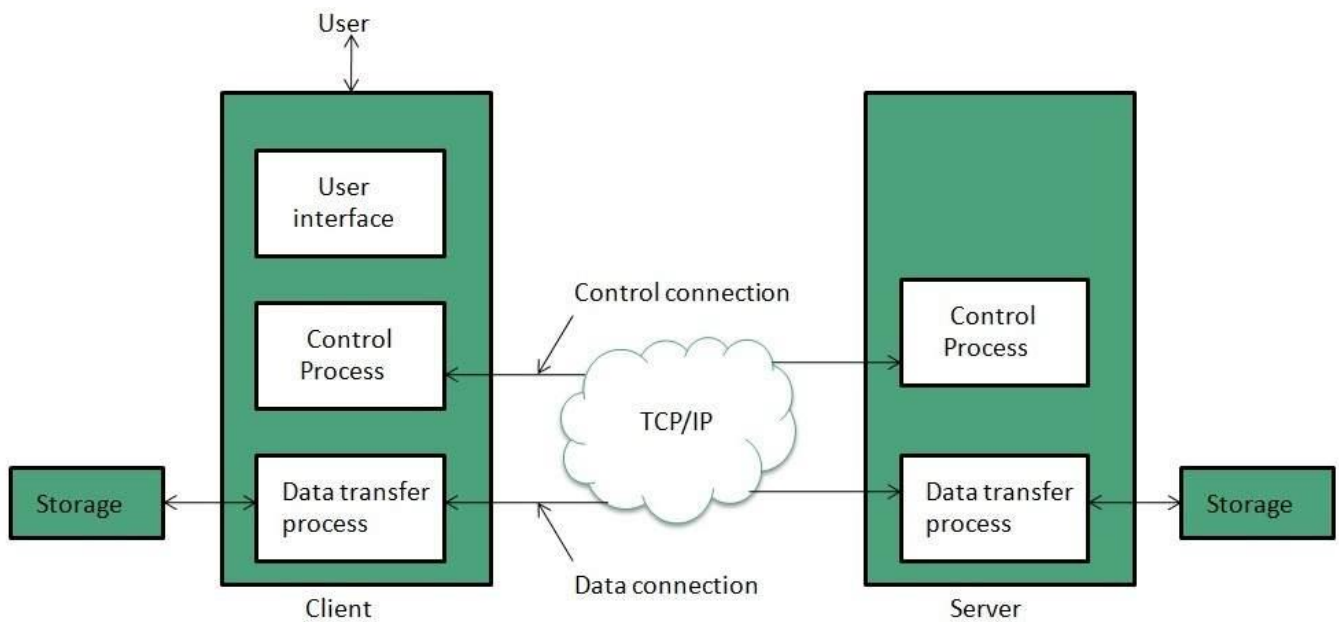 User
User
interface
Control connection
Control
Process
Control
Process
TCP/IP
Storage
Data transfer
process
Data transfer
process
Storage
Data connection
Client
Server